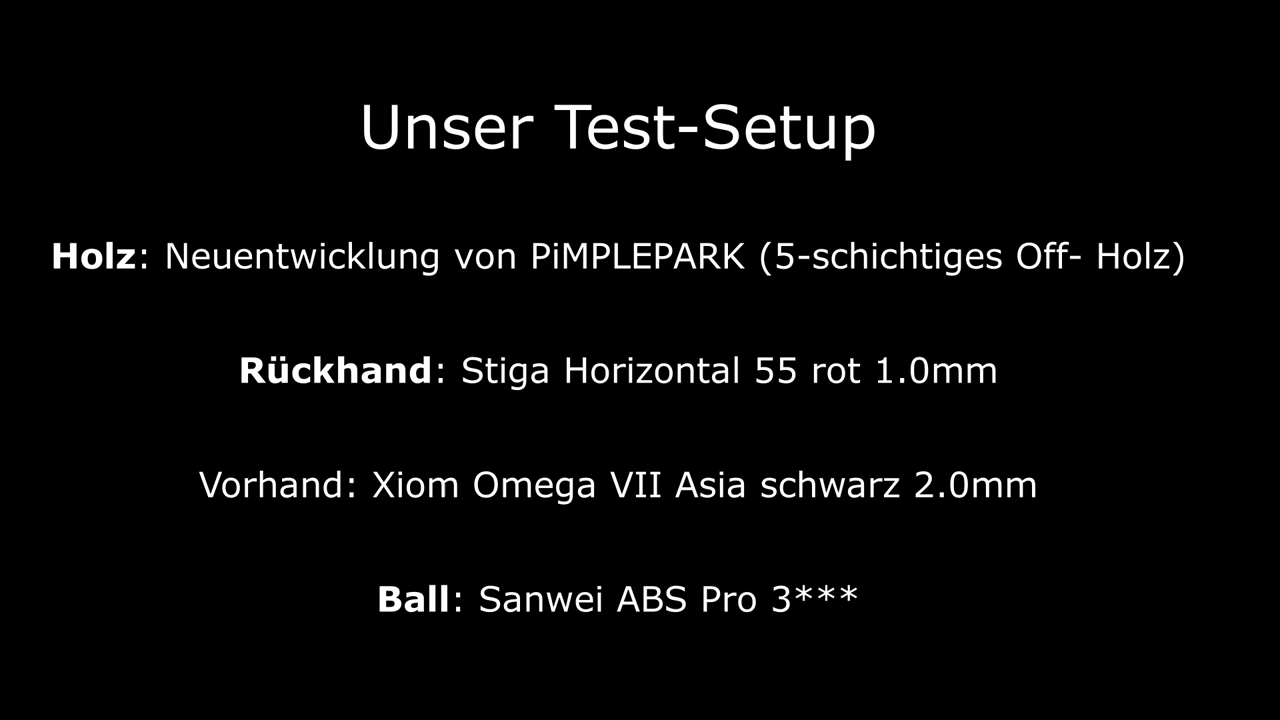 Unser Test-Setup
Holz: Neuentwicklung von PiMPLEPARK (5-schichtiges Off- Holz)
Rückhand: Stiga Horizontal 55 rot 1.0mm
Vorhand: Xiom Omega VII Asia schwarz 2.0mm
Ball: Sanwei ABS Pro 3***